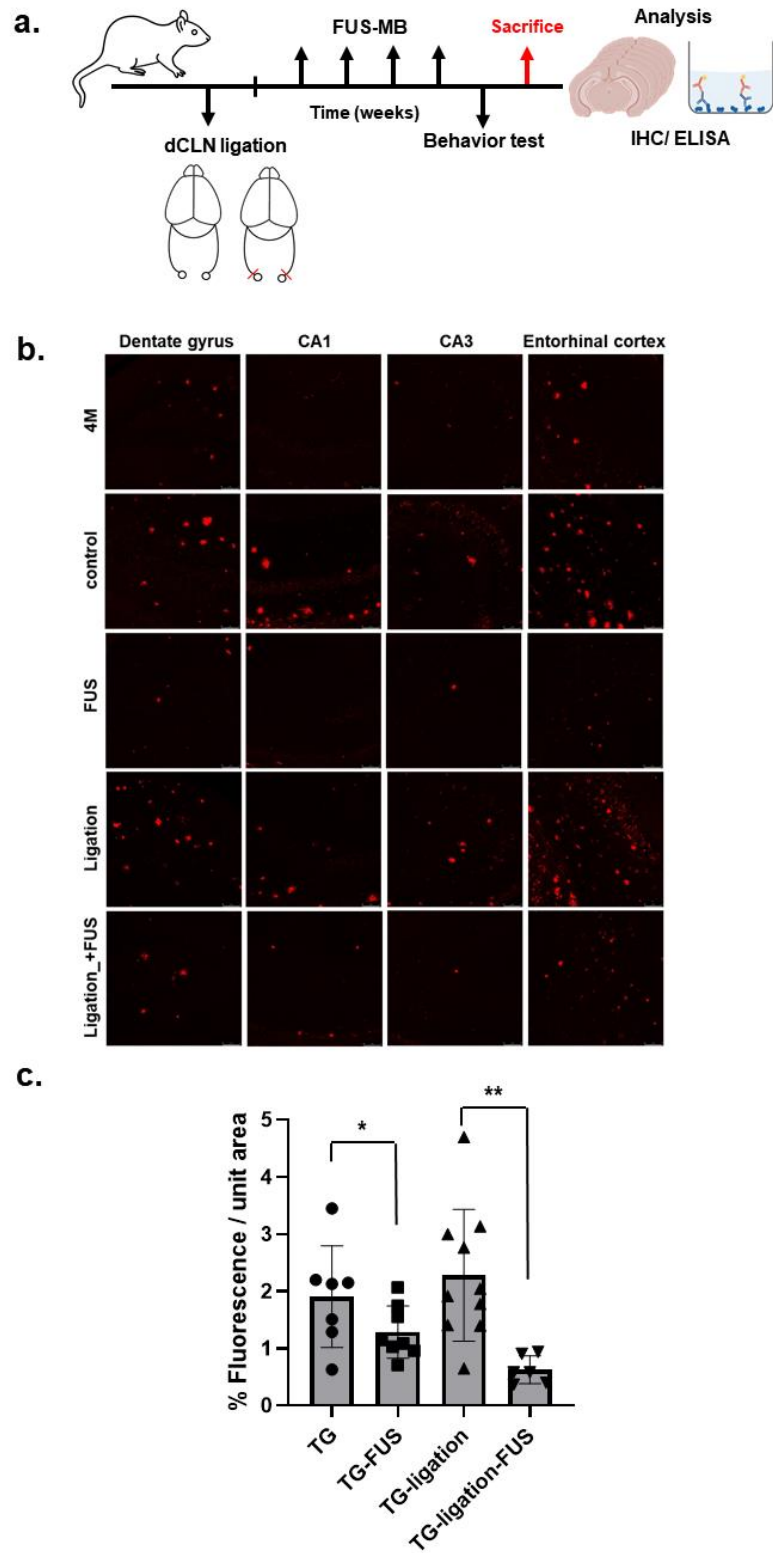 a.
FUS-MB
Sacrifice
Analysis
Time (weeks)
dCLN ligation
Behavior test
IHC/ ELISA
b.
Dentate gyrus
CA1
CA3
Entorhinal cortex
4M
control
FUS
Ligation
Ligation_+FUS
c.
% Fluorescence / unit area
5
4
3
2
1
0
*
**
TG
TG-FUS
TG-ligation
TG-ligation-FUS